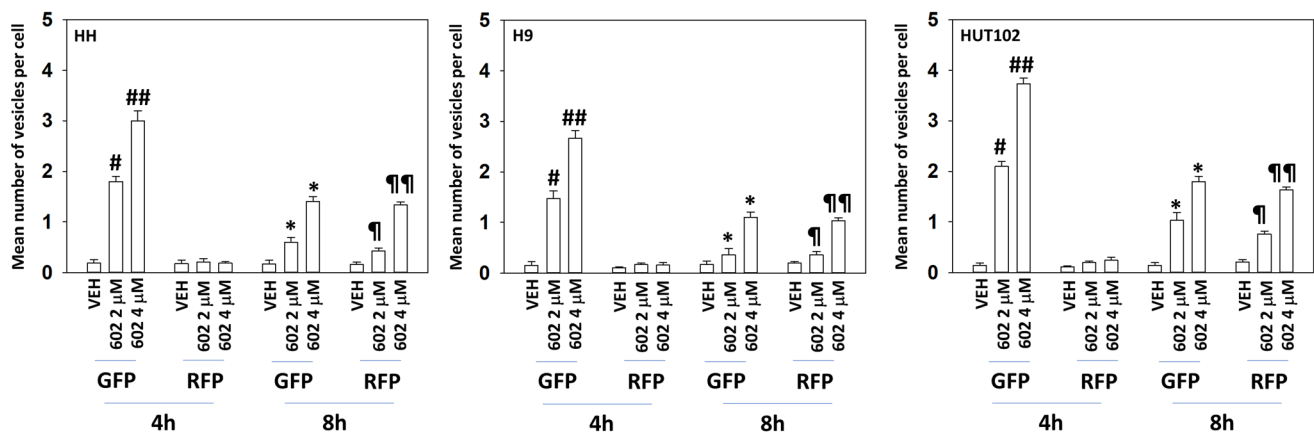 Mean number of vesicles per cell
5
4
3
2
1
0
HH
#
##
*
*
¶
¶¶
VEH
602 2 µM
602 4 µM
VEH
602 2 µM
602 4 µM
VEH
602 2 µM
602 4 µM
VEH
602 2 µM
602 4 µM
GFP
RFP
GFP
RFP
4h
8h
Mean number of vesicles per cell
5
4
3
2
1
0
H9
#
##
*
*
¶
¶¶
VEH
602 2 µM
602 4 µM
VEH
602 2 µM
602 4 µM
VEH
602 2 µM
602 4 µM
VEH
602 2 µM
602 4 µM
GFP
RFP
GFP
RFP
4h
8h
Mean number of vesicles per cell
5
4
3
2
1
0
HUT102
#
##
*
*
¶
¶¶
VEH
602 2 µM
602 4 µM
VEH
602 2 µM
602 4 µM
VEH
602 2 µM
602 4 µM
VEH
602 2 µM
602 4 µM
GFP
RFP
GFP
RFP
4h
8h